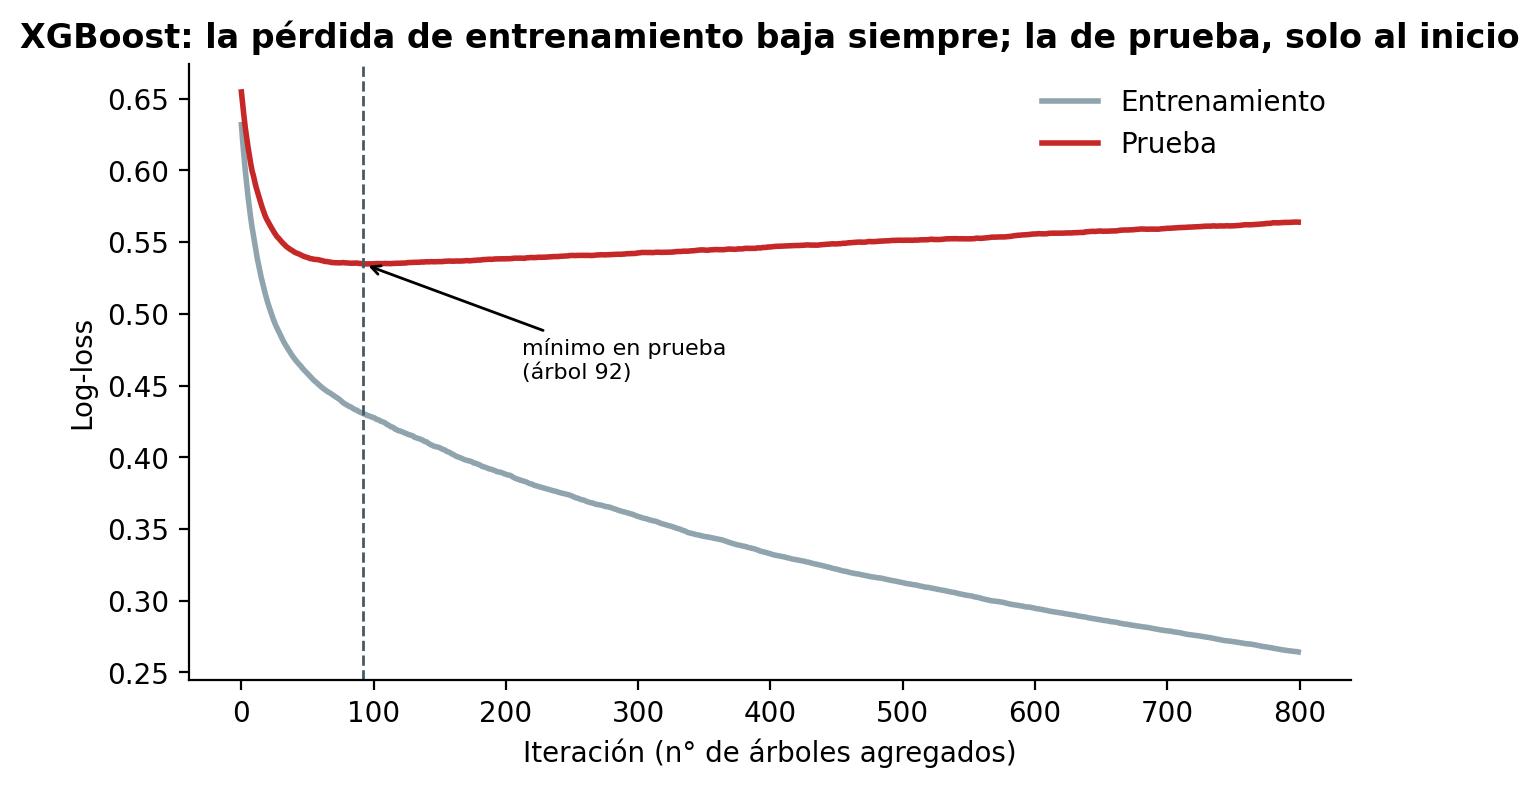 XGBoost: la pérdida de entrenamiento baja siempre; la de prueba, solo al inicio
Entrenamiento
Prueba
mínimo en prueba
(árbol 92)
Log-loss
0.65
0.60
0.55
0.50
0.45
0.40
0.35
0.30
0.25
0 100 200 300 400 500 600 700 800
Iteración (n° de árboles agregados)